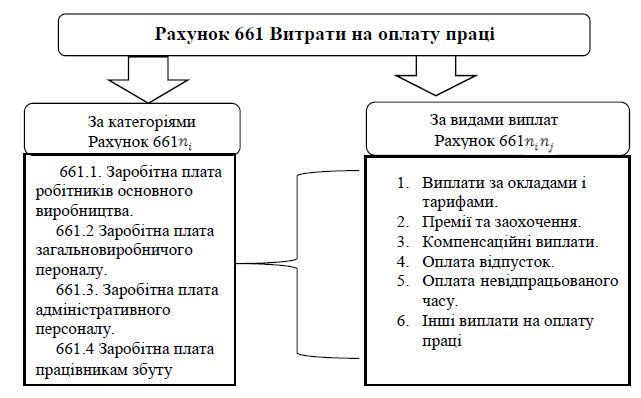 Рахунок 661 Витрати на оплату праці
За категоріями
Рахунок 661nᵢ
661.1. Заробітна плата
робітників основного
виробництва.
661.2 Заробітна плата
загальновиробничого
пероналу.
661.3. Заробітна плата
адміністративного
персоналу.
661.4 Заробітна плата
працівникам збуту
За видами виплат
Рахунок 661nᵢnⱼ
1. Виплати за окладами і
тарифами.
2. Премії та заохочення.
3. Компенсаційні виплати.
4. Оплата відпусток.
5. Оплата невідпрацьованого
часу.
6. Інші виплати на оплату
праці